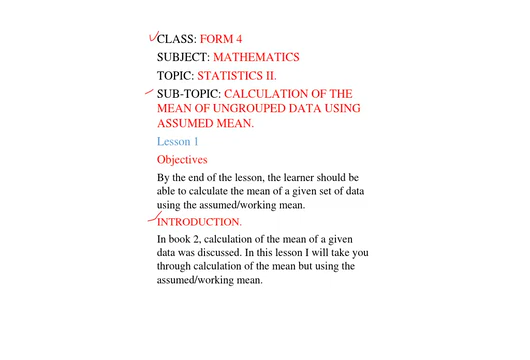 CLASS: FORM 4
SUBJECT: MATHEMATICS
TOPIC: STATISTICS II.
SUB-TOPIC: CALCULATION OF THE
MEAN OF UNGROUPED DATA USING
ASSUMED MEAN.
Lesson 1
Objectives
By the end of the lesson, the learner should be
able to calculate the mean of a given set of data
using the assumed/working mean.
INTRODUCTION.
In book 2, calculation of the mean of a given
data was discussed. In this lesson I will take you
through calculation of the mean but using the
assumed/working mean.